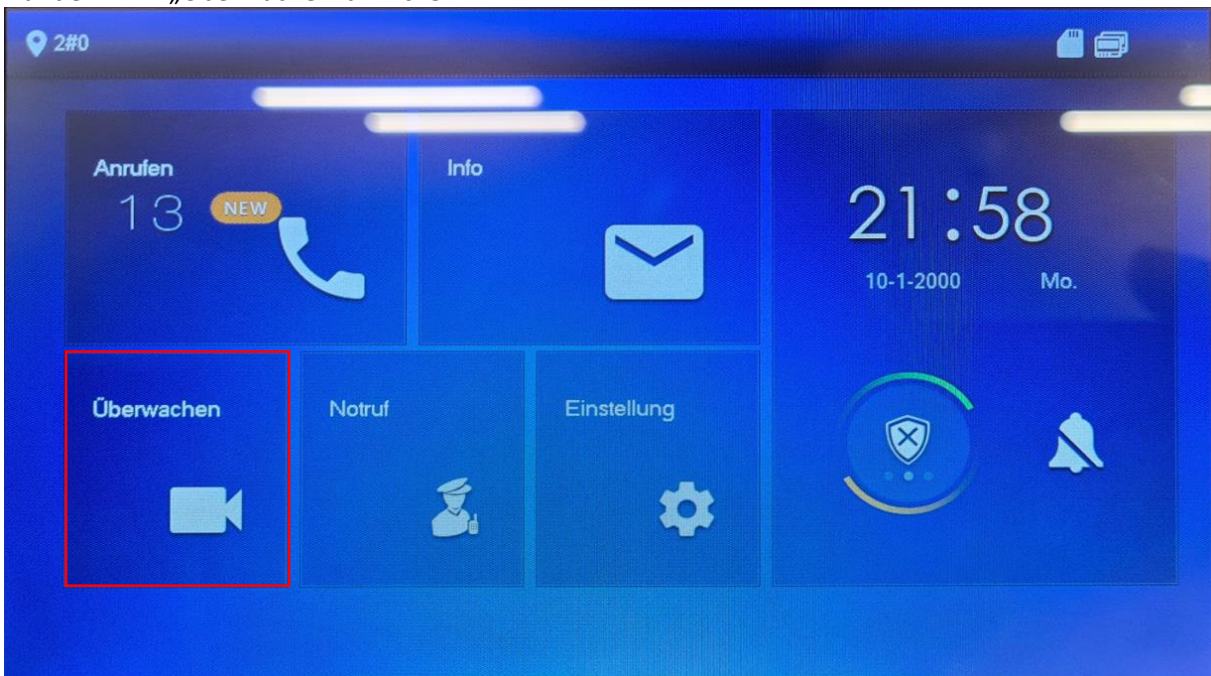 2#0
Anrufen
13 NEW
Info
21:58
10-1-2000 Mo.
Überwachen
Notruf
Einstellung